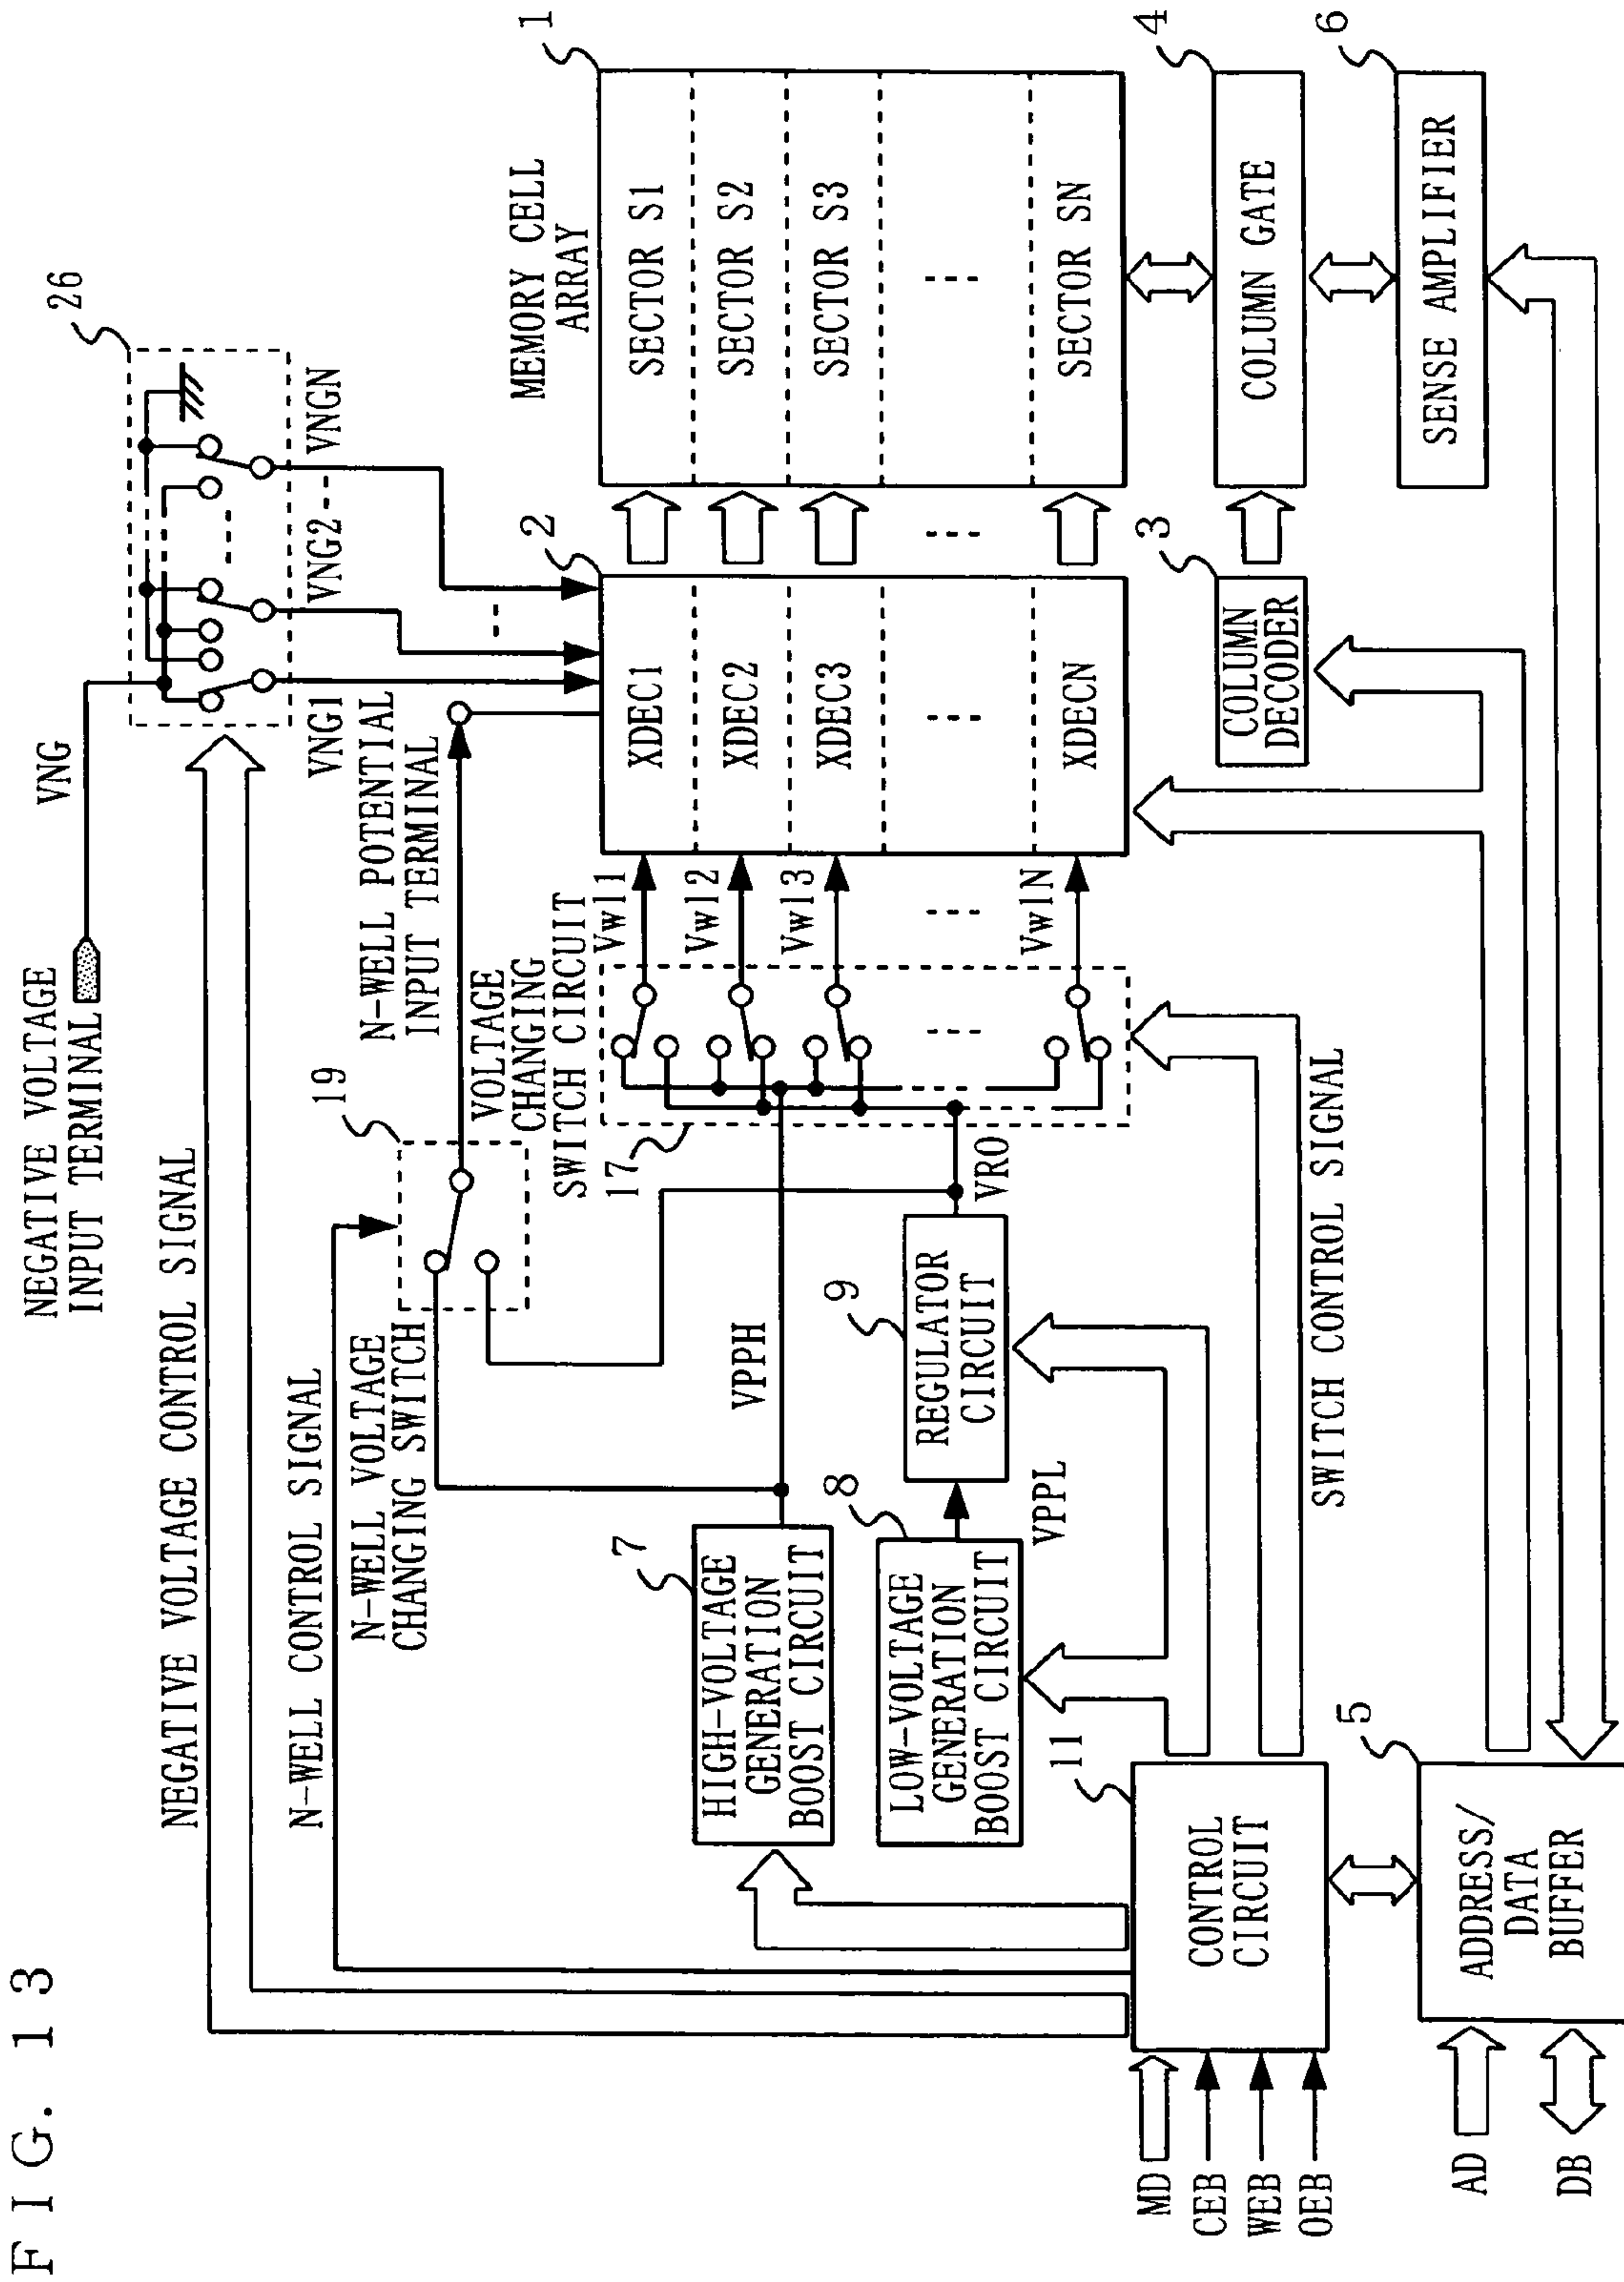 FIG. 13
NEGATIVE VOLTAGE
INPUT TERMINAL
VNG
26
NEGATIVE VOLTAGE CONTROL SIGNAL
N-WELL CONTROL SIGNAL
N-WELL VOLTAGE
CHANGING SWITCH
19
VNG1
VNG2
VNGN
N-WELL POTENTIAL
INPUT TERMINAL
VOLTAGE
CHANGING
SWITCH CIRCUIT
17
MEMORY CELL
ARRAY
1
2
SECTOR S1
SECTOR S2
SECTOR S3
SECTOR SN
XDEC1
XDEC2
XDEC3
XDECN
Vwl1
Vwl2
Vwl3
VwlN
7
HIGH-VOLTAGE
GENERATION
BOOST CIRCUIT
VPPH
8
LOW-VOLTAGE
GENERATION
BOOST CIRCUIT
VPPL
9
REGULATOR
CIRCUIT
VRO
3
COLUMN
DECODER
4
COLUMN GATE
6
SENSE AMPLIFIER
SWITCH CONTROL SIGNAL
11
CONTROL
CIRCUIT
MD
CEB
WEB
OEB
5
ADDRESS/
DATA
BUFFER
AD
DB